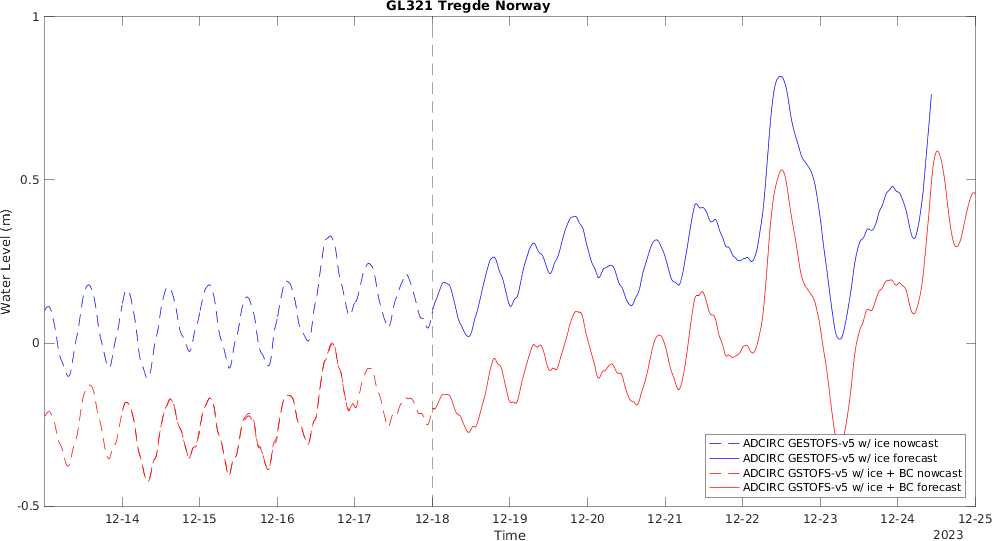 GL321 Tregde Norway
1
0.5
0
-0.5
Water Level (m)
12-14 12-15 12-16 12-17 12-18 12-19 12-20 12-21 12-22 12-23 12-24 12-25
Time
2023
ADCIRC GESTOFS-v5 w/ ice nowcast
ADCIRC GESTOFS-v5 w/ ice forecast
ADCIRC GSTOFS-v5 w/ ice + BC nowcast
ADCIRC GSTOFS-v5 w/ ice + BC forecast